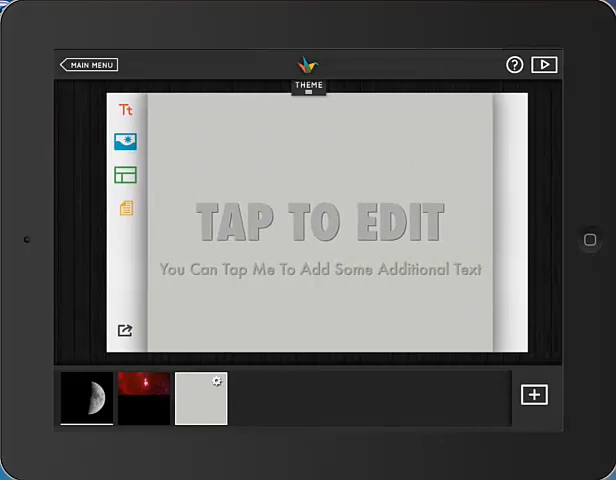 MAIN MENU
?
THEME
Tt
TAP TO EDIT
You Can Tap Me To Add Some Additional Text